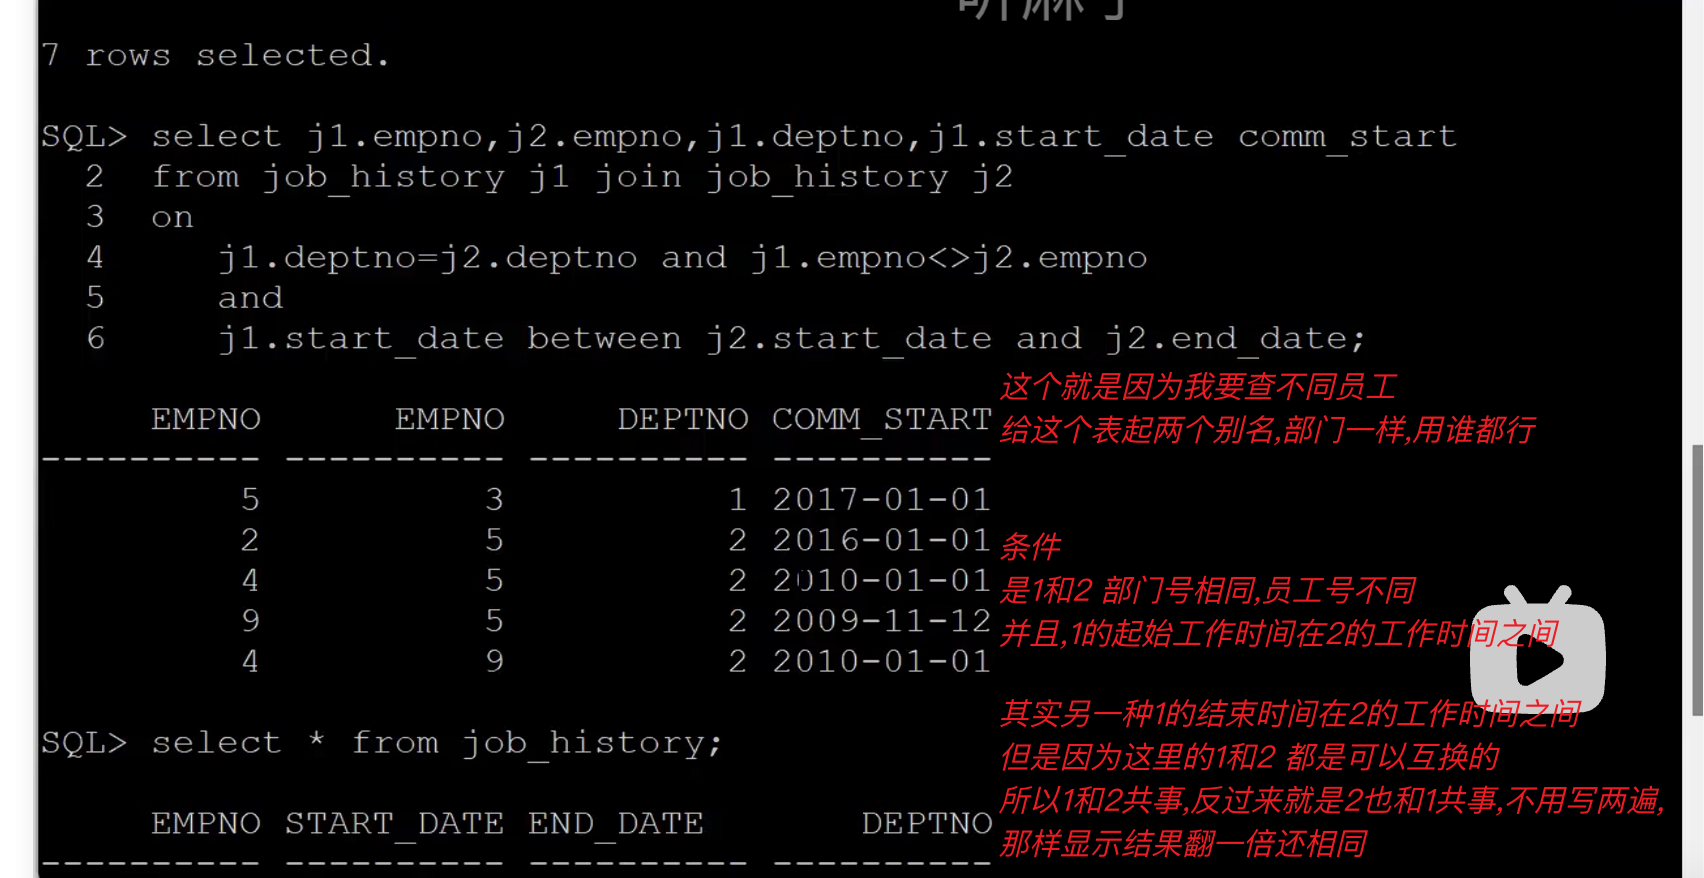 7 rows selected.
SQL> select j1.empno,j2.empno,j1.deptno,j1.start_date comm_start
2 from job_history j1 join job_history j2
3 on
4 j1.deptno=j2.deptno and j1.empno<>j2.empno
5 and
6 j1.start_date between j2.start_date and j2.end_date;
这个就是因为我要查不同员工
EMPNO EMPNO DEPTNO COMM_START
给这个表起两个别名,部门一样,用谁都行
---------- ---------- ---------- ----------
5 3 1 2017-01-01
2 5 2 2016-01-01
条件
4 5 2 2010-01-01
是1和2 部门号相同,员工号不同
9 5 2 2009-11-12
并且,1的起始工作时间在2的工作时间之间
4 9 2 2010-01-01
其实另一种1的结束时间在2的工作时间之间
SQL> select * from job_history;
但是因为这里的1和2 都是可以互换的
所以1和2共事,反过来就是2也和1共事,不用写两遍,
EMPNO START_DATE END_DATE DEPTNO
那样显示结果翻一倍还相同
---------- ---------- ---------- ----------